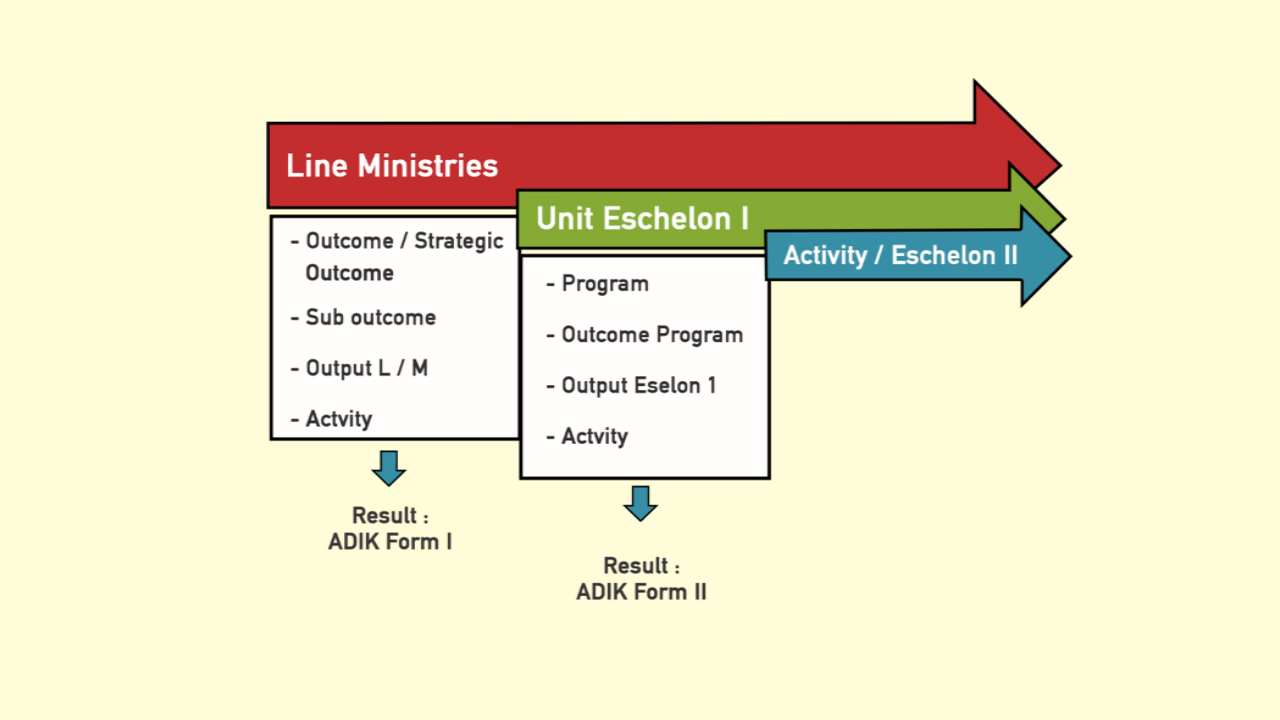 Line Ministries
Unit Eschelon I
Activity / Eschelon II
- Outcome / Strategic
Outcome
- Sub outcome
- Output L / M
- Actvity
- Program
- Outcome Program
- Output Eselon 1
- Actvity
Result :
ADIK Form I
Result :
ADIK Form II